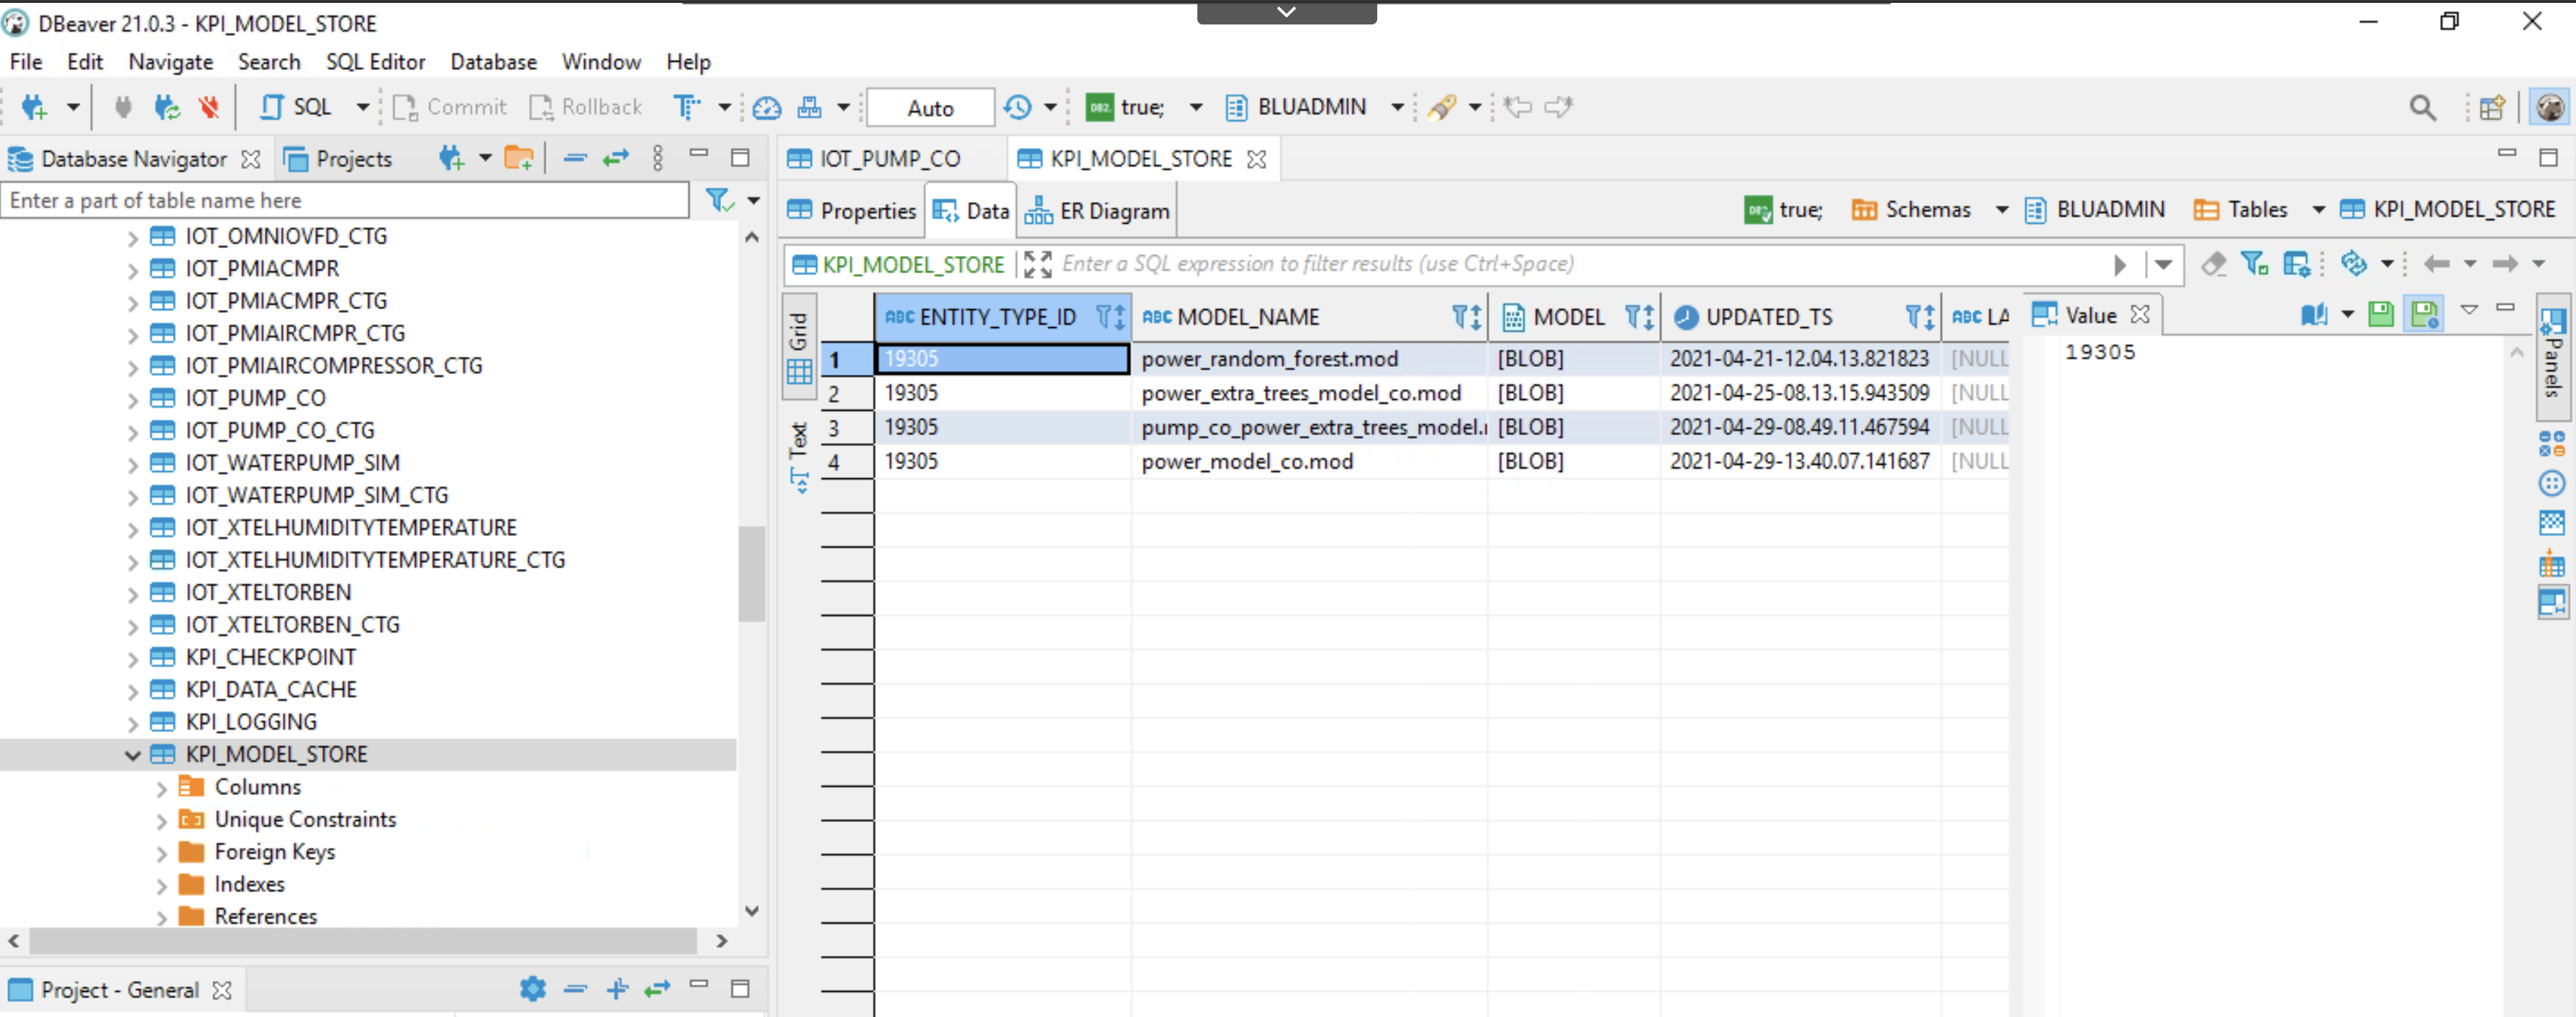 DBeaver 21.0.3 - KPI_MODEL_STORE
File Edit Navigate Search SQL Editor Database Window Help
SQL Commit Rollback Auto DB2. true; BLUADMIN
Database Navigator Projects
Enter a part of table name here
IOT_OMNIOVFD_CTG
IOT_PMIACMPR
IOT_PMIACMPR_CTG
IOT_PMIAIRCMPR_CTG
IOT_PMIAIRCOMPRESSOR_CTG
IOT_PUMP_CO
IOT_PUMP_CO_CTG
IOT_WATERPUMP_SIM
IOT_WATERPUMP_SIM_CTG
IOT_XTELHUMIDITYTEMPERATURE
IOT_XTELHUMIDITYTEMPERATURE_CTG
IOT_XTELTORBEN
IOT_XTELTORBEN_CTG
KPI_CHECKPOINT
KPI_DATA_CACHE
KPI_LOGGING
KPI_MODEL_STORE
Columns
Unique Constraints
Foreign Keys
Indexes
References
Project - General
IOT_PUMP_CO KPI_MODEL_STORE
Properties Data ER Diagram true; Schemas BLUADMIN Tables KPI_MODEL_STORE
KPI_MODEL_STORE Enter a SQL expression to filter results (use Ctrl+Space)
Grid
Text
ABC ENTITY_TYPE_ID ABC MODEL_NAME MODEL UPDATED_TS ABC LA
1 19305 power_random_forest.mod [BLOB] 2021-04-21-12.04.13.821823 [NULL
2 19305 power_extra_trees_model_co.mod [BLOB] 2021-04-25-08.13.15.943509 [NULL
3 19305 pump_co_power_extra_trees_model. [BLOB] 2021-04-29-08.49.11.467594 [NULL
4 19305 power_model_co.mod [BLOB] 2021-04-29-13.40.07.141687 [NULL
Value
19305
Panels